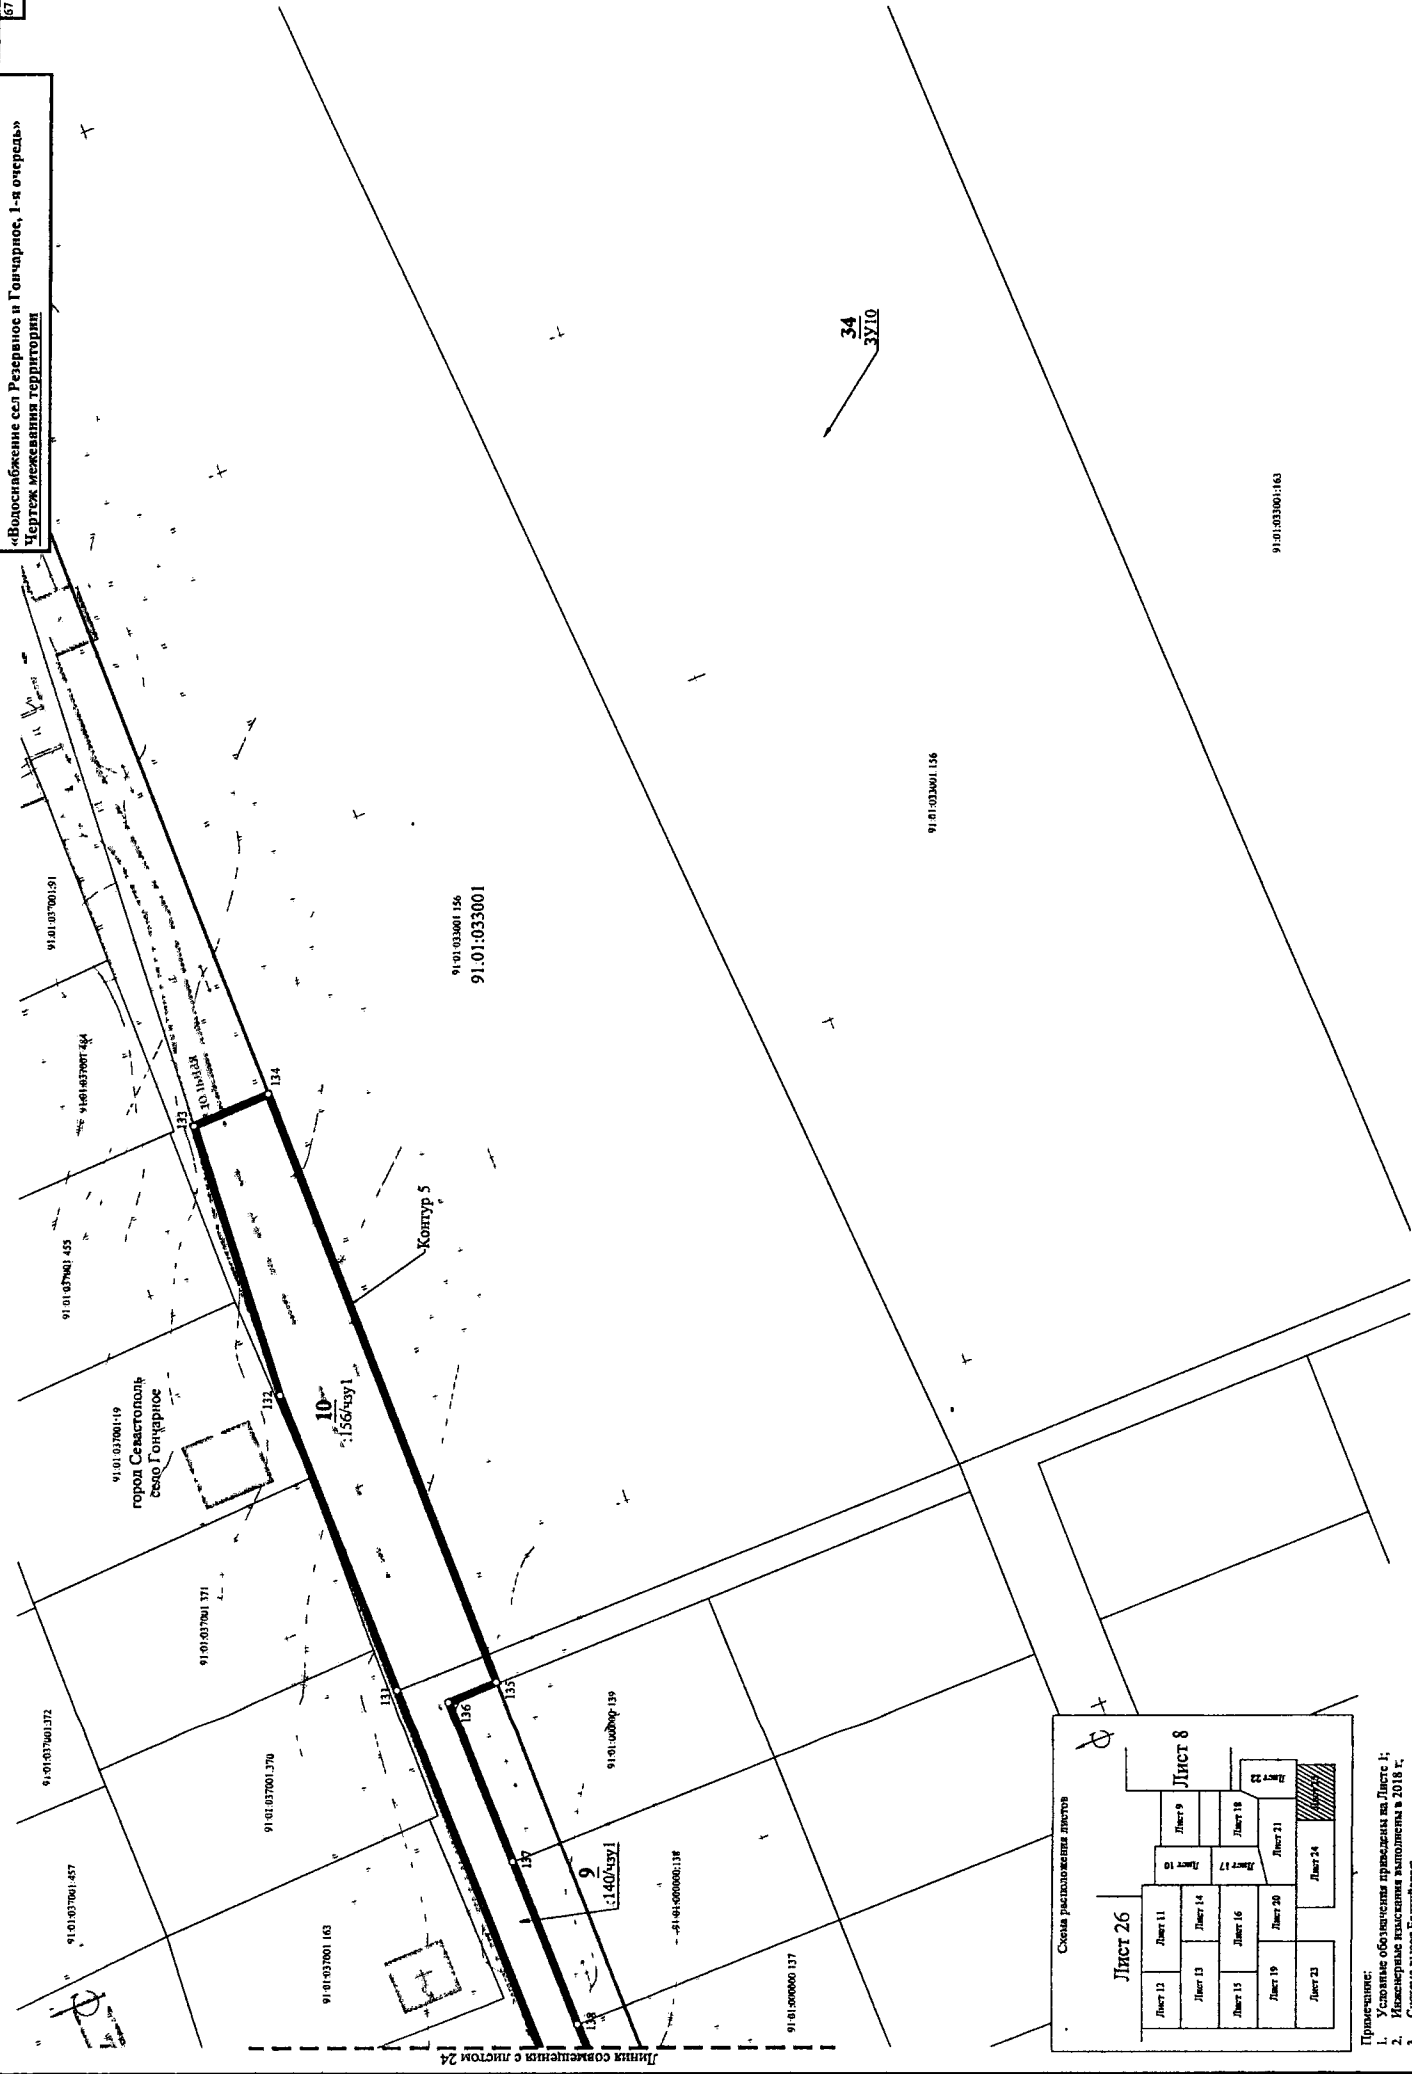 67
«Водоснабжение сел Резервное и Гончарное, 1-я очередь»
Чертеж межевания территории
91:01:037001:372
91:01:037001:457
91:01:037001:370
91:01:037001:371
91:01:037001:163
91:01:037001:19
город Севастополь
село Гончарное
91:01:037001:455
91:01:037001:484
91:01:037001:91
133
134
132
131
135
136
137
138
10
:156/чзу1
Контур 5
91:01:033001:156
91:01:033001
34
ЗУ10
91:01:033001:156
91:01:033001:163
9
:140/чзу1
91:01:000000:139
91:01:000000:138
91:01:000000:137
Линия совмещения с листом 24
Схема расположения листов
Лист 26
Лист 8
Лист 9
Лист 10
Лист 11
Лист 12
Лист 13
Лист 14
Лист 15
Лист 16
Лист 17
Лист 18
Лист 19
Лист 20
Лист 21
Лист 22
Лист 23
Лист 24
Примечание:
1. Условные обозначения приведены на Листе 1;
2. Инженерные изыскания выполнены в 2018 г;